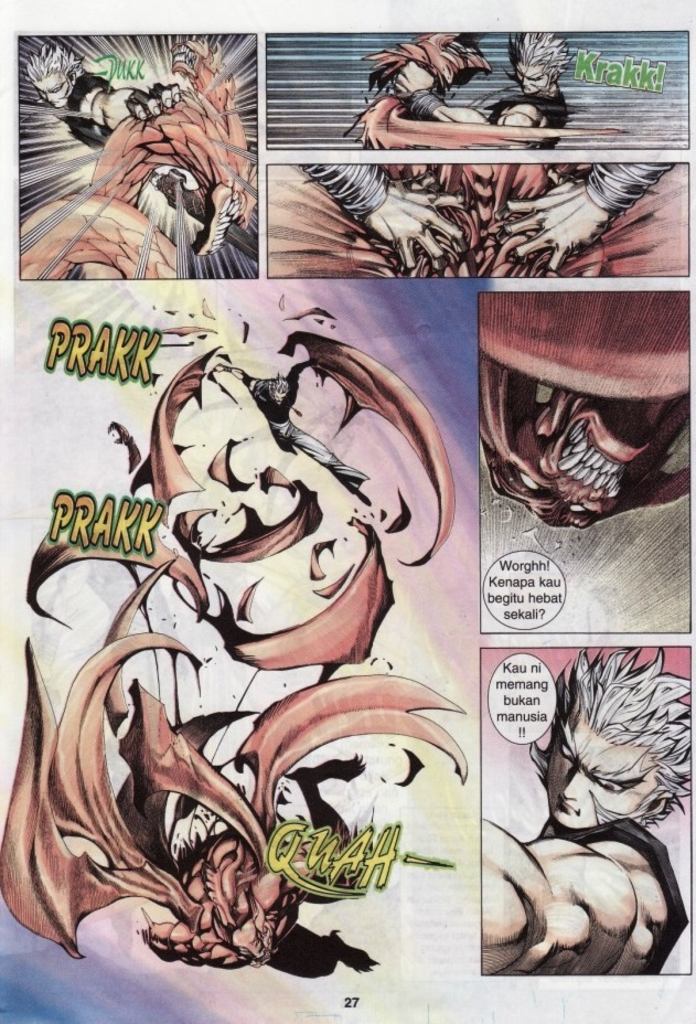 DUKK
Krakk!
PRAKK
PRAKK
QUAH
Worghh!
Kenapa kau
begitu hebat
sekali?
Kau ni
memang
bukan
manusia
!!
27